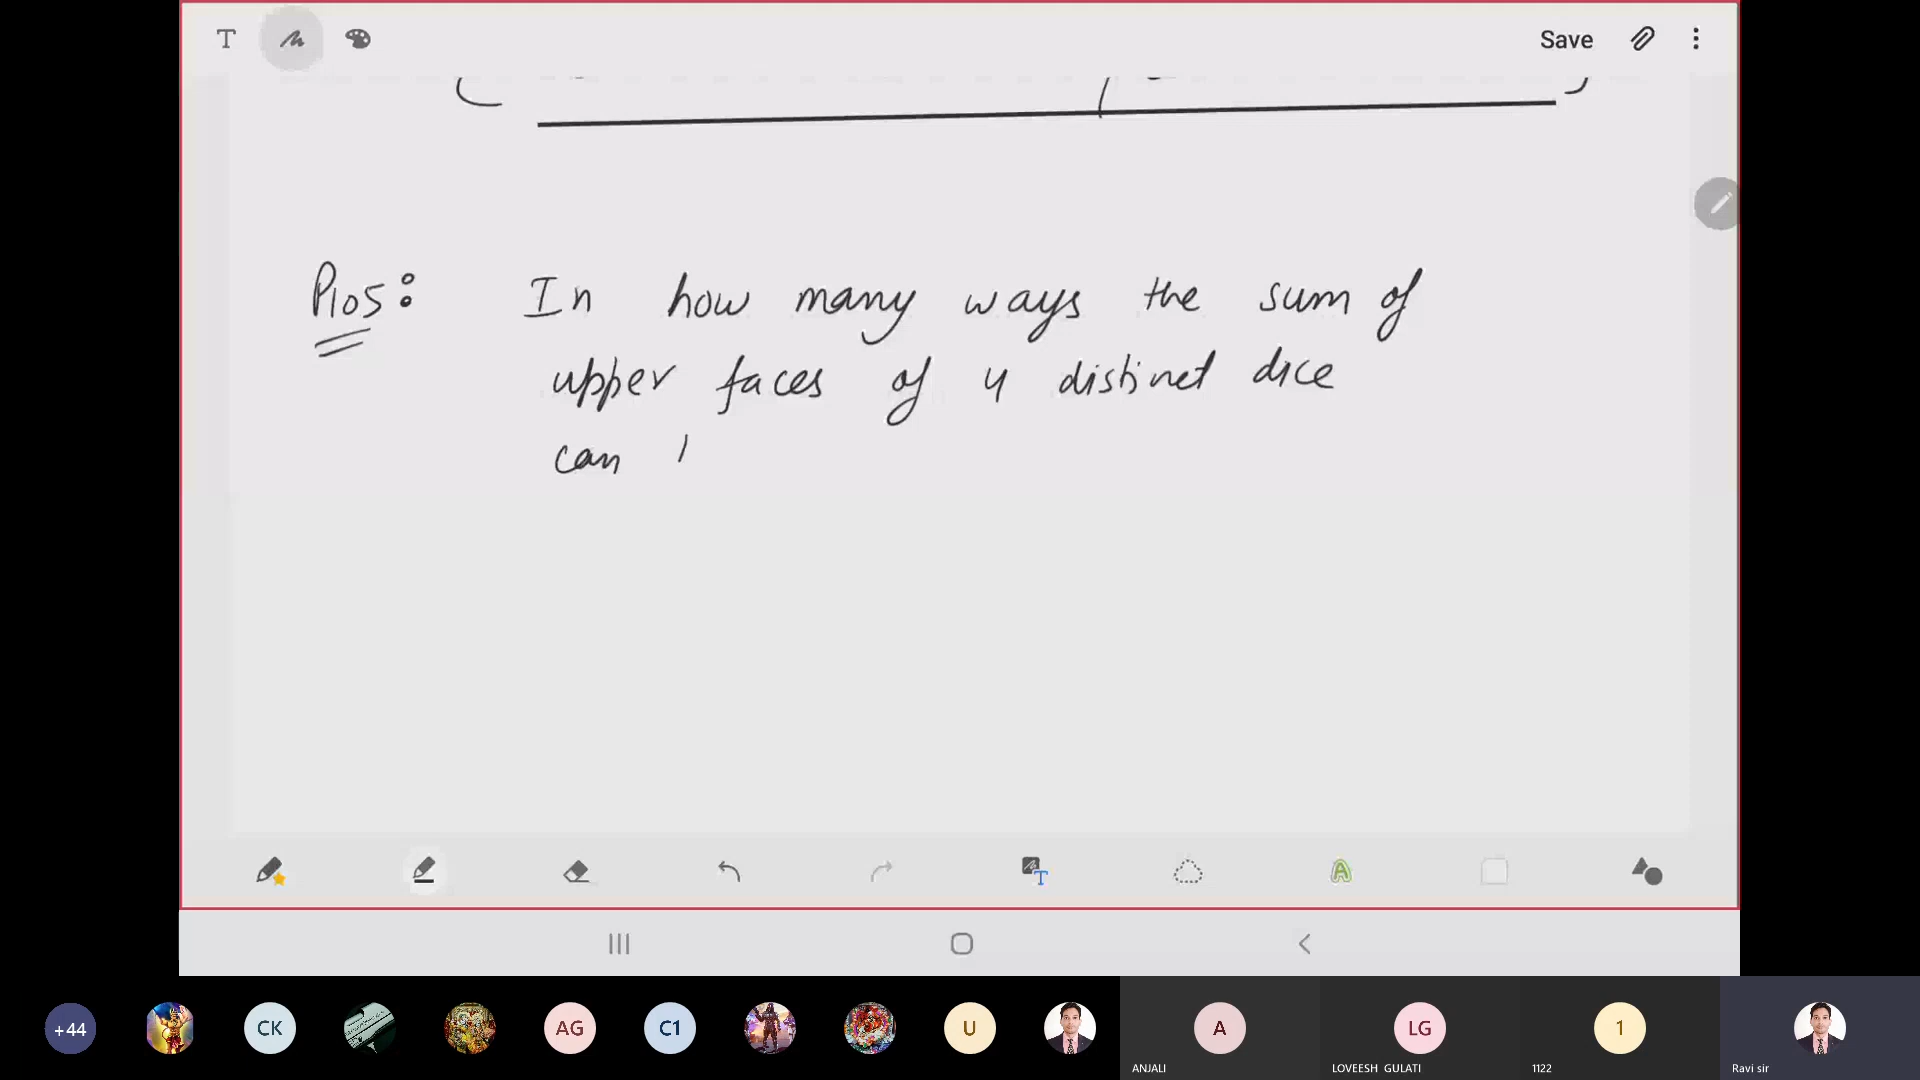 T Save
P105: In how many ways the sum of
upper faces of 4 distinct dice
can
A
+44 CK AG C1 U A LG 1
ANJALI LOVEESH GULATI 1122 Ravi sir